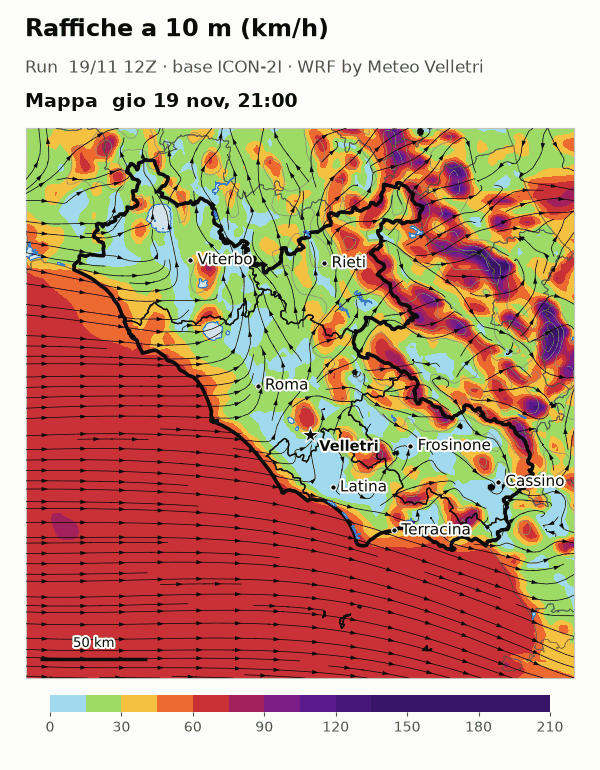 Raffiche a 10 m (km/h)
Run  19/11 12Z · base ICON-2I · WRF by Meteo Velletri
Mappa  gio 19 nov, 21:00
Viterbo
Rieti
Roma
Velletri
Frosinone
Latina
Cassino
Terracina
50 km
0 30 60 90 120 150 180 210